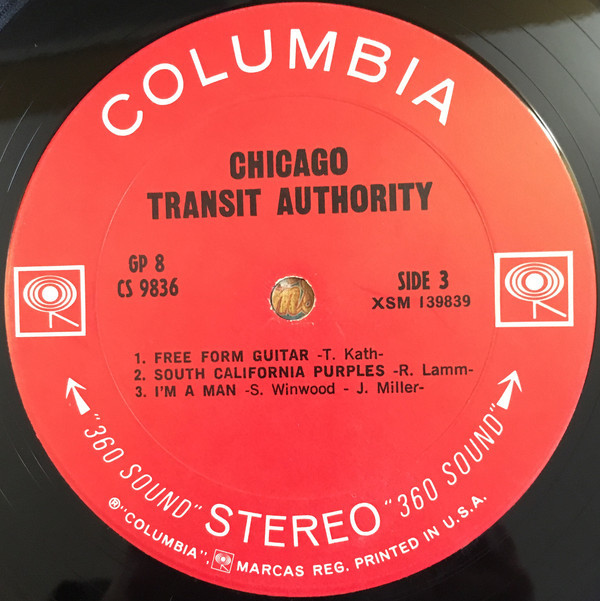 COLUMBIA
CHICAGO
TRANSIT AUTHORITY
GP 8
CS 9836
SIDE 3
XSM 139839
1. FREE FORM GUITAR -T. Kath-
2. SOUTH CALIFORNIA PURPLES -R. Lamm-
3. I'M A MAN -S. Winwood - J. Miller-
"360 SOUND" STEREO "360 SOUND"
®"COLUMBIA", MARCAS REG. PRINTED IN U.S.A.